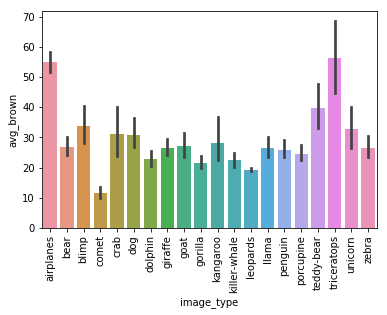 70
60
50
40
30
20
10
0
avg_brown
airplanes
bear
blimp
comet
crab
dog
dolphin
giraffe
goat
gorilla
kangaroo
killer-whale
leopards
llama
penguin
porcupine
teddy-bear
triceratops
unicorn
zebra
image_type